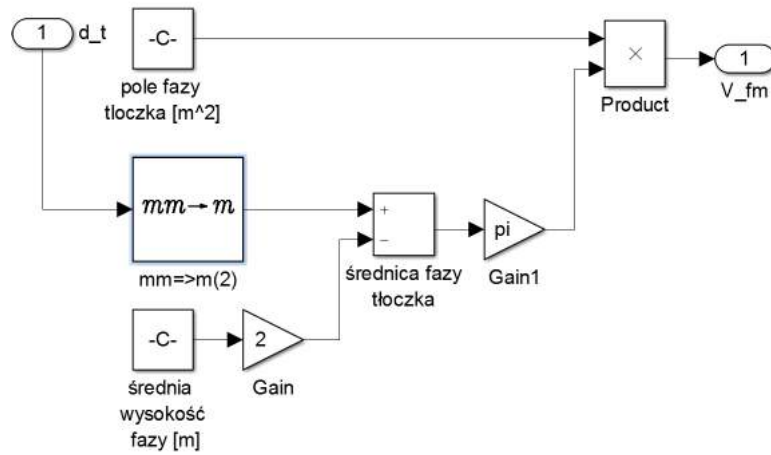 1
d_t
-C-
pole fazy
tloczka [m^2]
×
Product
1
V_fm
mm→m
mm=>m(2)
+
−
średnica fazy
tłoczka
pi
Gain1
-C-
średnia
wysokość
fazy [m]
2
Gain